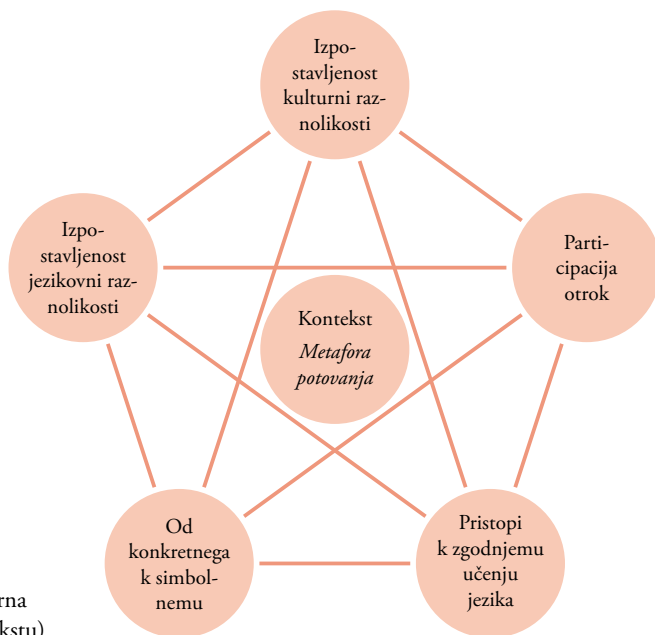 Izpo-
stavljenost
kulturni raz-
nolikosti
Izpo-
stavljenost
jezikovni raz-
nolikosti
Parti-
cipacija
otrok
Kontekst
Metafora
potovanja
Od
konkretnega
k simbol-
nemu
Pristopi
k zgodnjemu
učenju
jezika